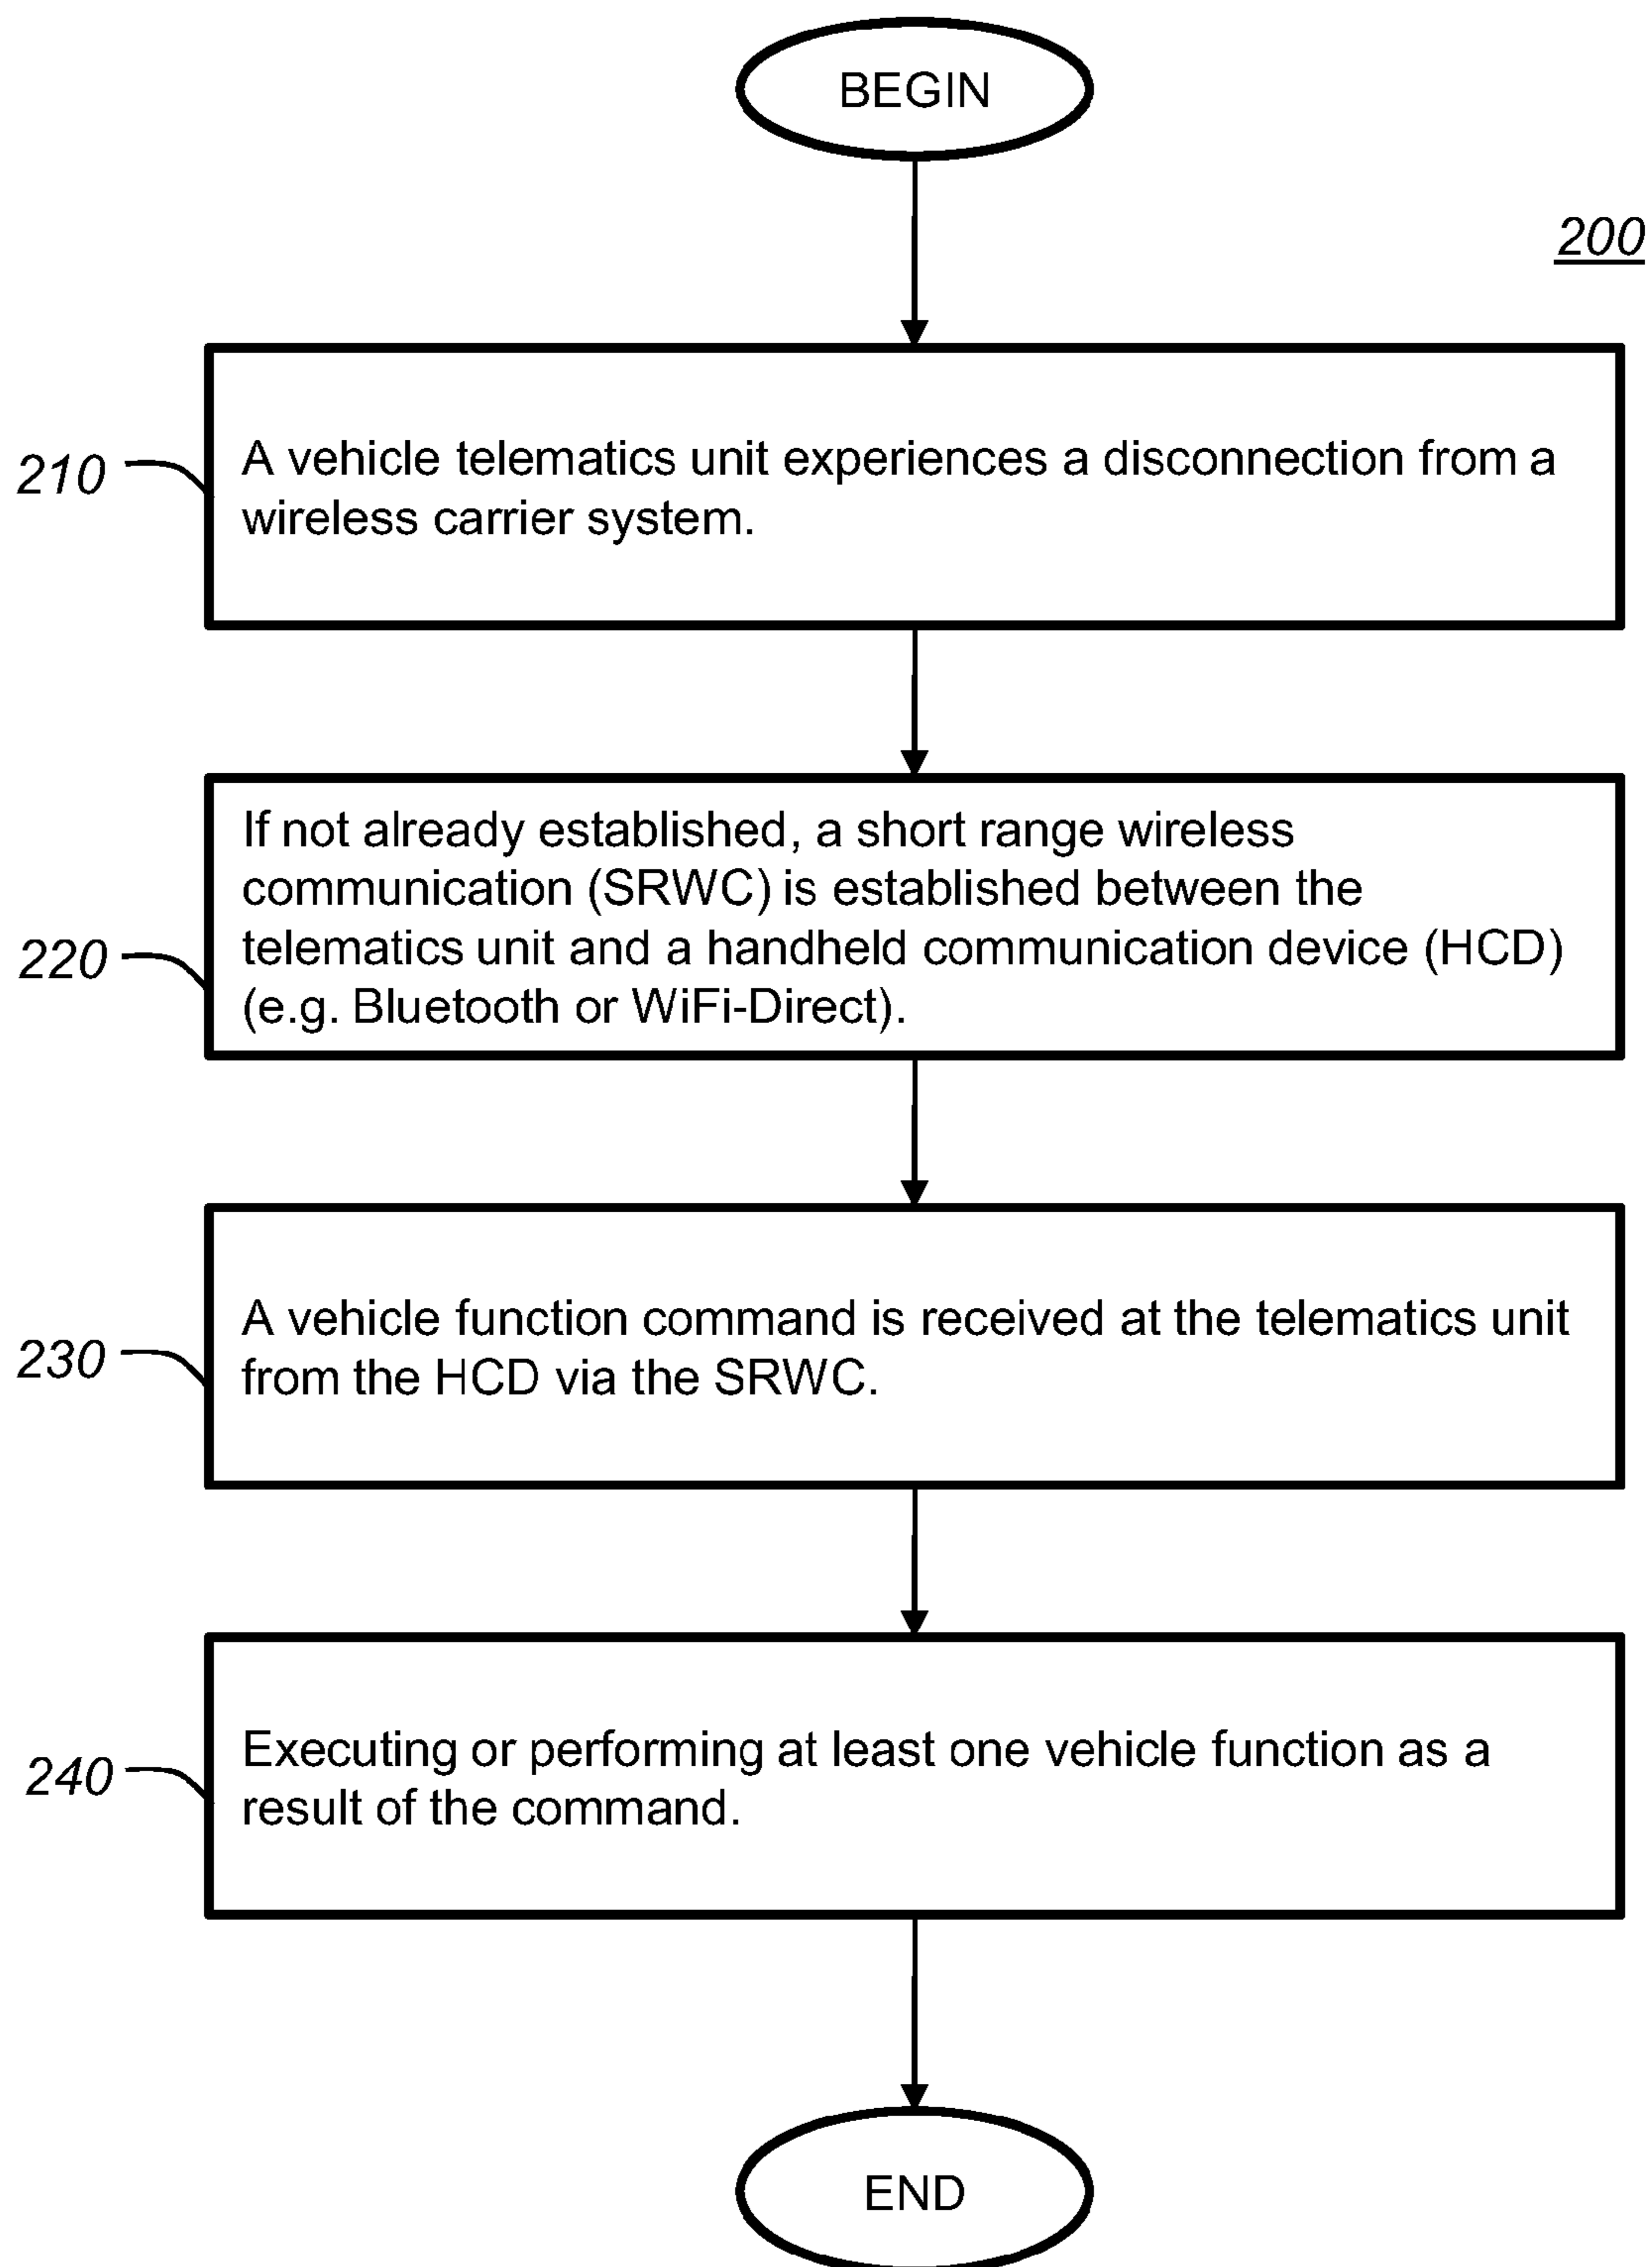 BEGIN
200
210
A vehicle telematics unit experiences a disconnection from a
wireless carrier system.
220
If not already established, a short range wireless
communication (SRWC) is established between the
telematics unit and a handheld communication device (HCD)
(e.g. Bluetooth or WiFi-Direct).
230
A vehicle function command is received at the telematics unit
from the HCD via the SRWC.
240
Executing or performing at least one vehicle function as a
result of the command.
END